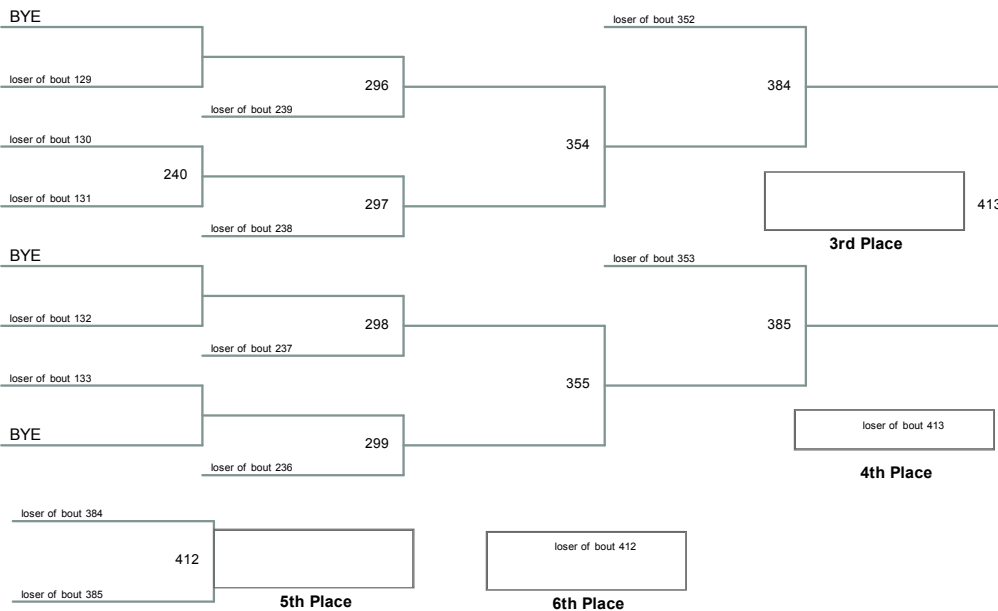 BYE
loser of bout 352
loser of bout 129
296
384
loser of bout 239
loser of bout 130
354
240
loser of bout 131
297
413
loser of bout 238
3rd Place
BYE
loser of bout 353
loser of bout 132
298
385
loser of bout 237
loser of bout 133
355
loser of bout 413
BYE
299
loser of bout 236
4th Place
loser of bout 384
412
loser of bout 412
loser of bout 385
5th Place
6th Place